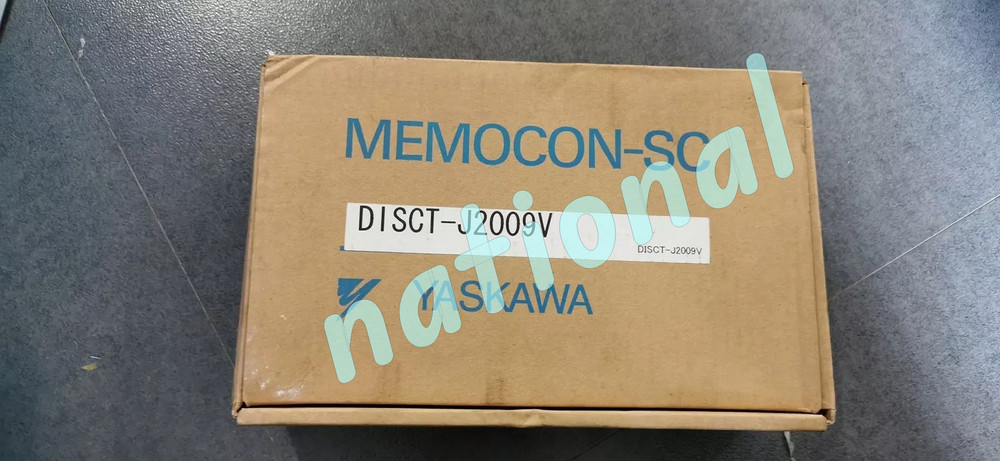 MEMOCON-SC
DISCT-J2009V
DISCT-J2009V
YASKAWA
national